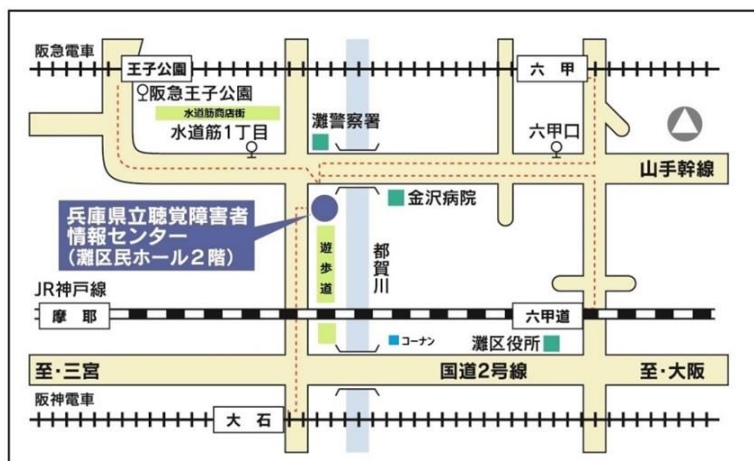 阪急電車
王子公園
六甲
阪急王子公園
水道筋商店街
水道筋1丁目
灘警察署
六甲口
山手幹線
金沢病院
兵庫県立聴覚障害者
情報センター
(灘区民ホール2階)
遊歩道
都賀川
JR神戸線
摩耶
六甲道
コーナン
灘区役所
至・三宮
国道2号線
至・大阪
阪神電車
大石